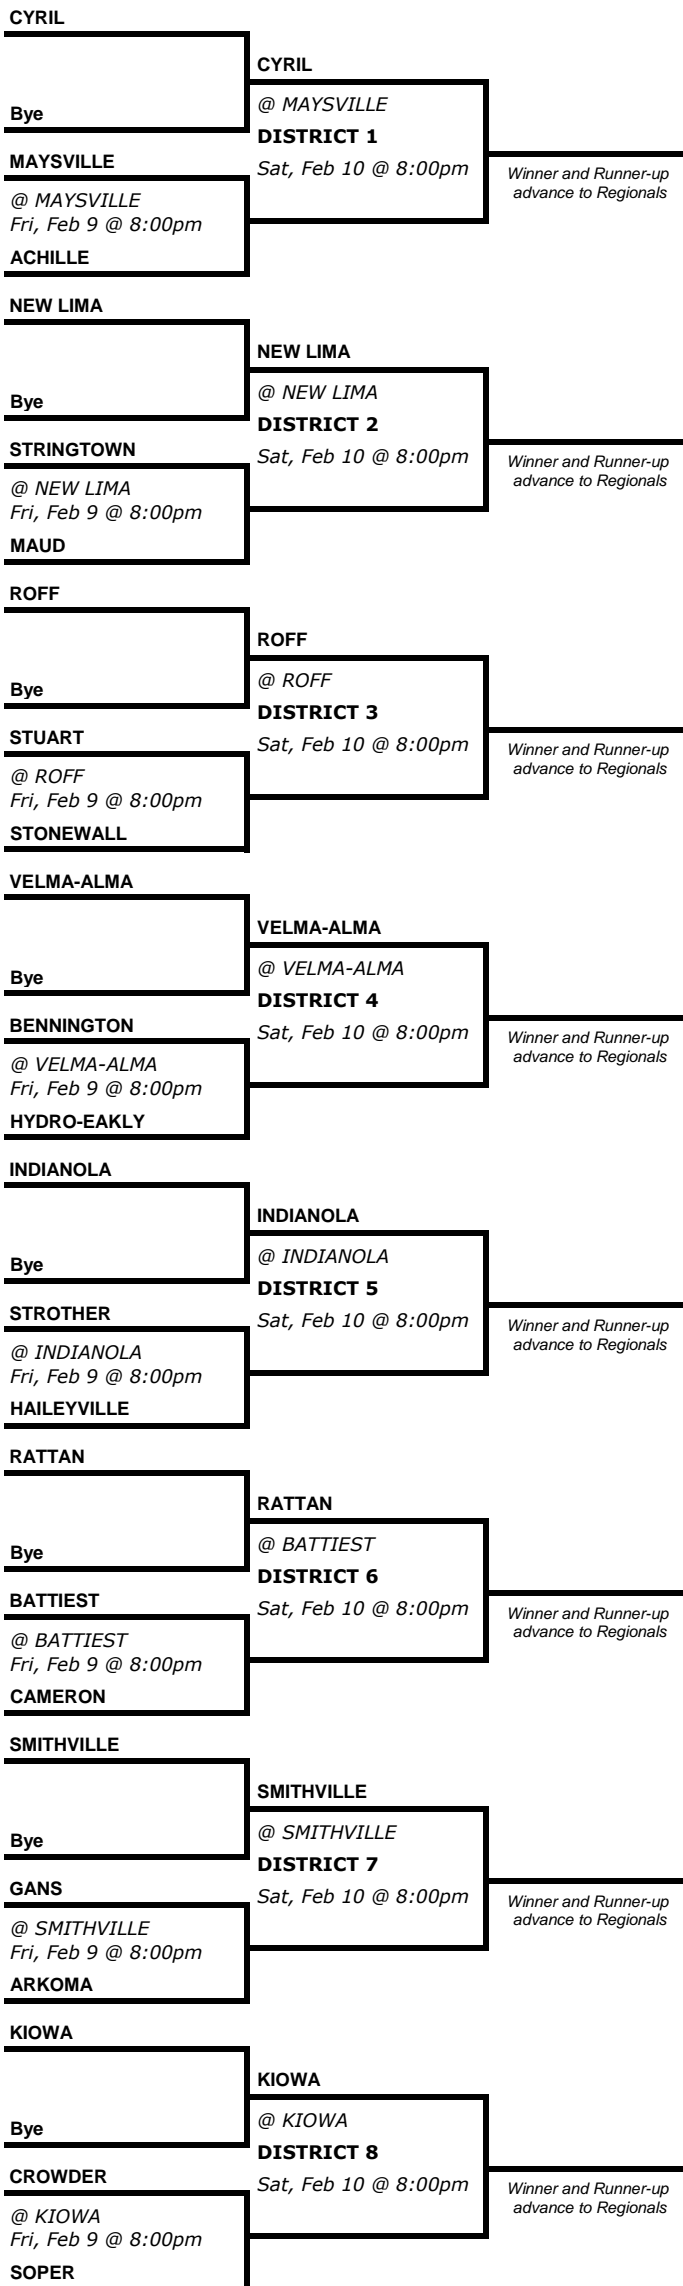 CYRIL
CYRIL
Bye
@ MAYSVILLE
DISTRICT 1
MAYSVILLE
Sat, Feb 10 @ 8:00pm
Winner and Runner-up
advance to Regionals
@ MAYSVILLE
Fri, Feb 9 @ 8:00pm
ACHILLE
NEW LIMA
NEW LIMA
Bye
@ NEW LIMA
DISTRICT 2
STRINGTOWN
Sat, Feb 10 @ 8:00pm
Winner and Runner-up
advance to Regionals
@ NEW LIMA
Fri, Feb 9 @ 8:00pm
MAUD
ROFF
ROFF
Bye
@ ROFF
DISTRICT 3
STUART
Sat, Feb 10 @ 8:00pm
Winner and Runner-up
advance to Regionals
@ ROFF
Fri, Feb 9 @ 8:00pm
STONEWALL
VELMA-ALMA
VELMA-ALMA
Bye
@ VELMA-ALMA
DISTRICT 4
BENNINGTON
Sat, Feb 10 @ 8:00pm
Winner and Runner-up
advance to Regionals
@ VELMA-ALMA
Fri, Feb 9 @ 8:00pm
HYDRO-EAKLY
INDIANOLA
INDIANOLA
Bye
@ INDIANOLA
DISTRICT 5
STROTHER
Sat, Feb 10 @ 8:00pm
Winner and Runner-up
advance to Regionals
@ INDIANOLA
Fri, Feb 9 @ 8:00pm
HAILEYVILLE
RATTAN
RATTAN
Bye
@ BATTIEST
DISTRICT 6
BATTIEST
Sat, Feb 10 @ 8:00pm
Winner and Runner-up
advance to Regionals
@ BATTIEST
Fri, Feb 9 @ 8:00pm
CAMERON
SMITHVILLE
SMITHVILLE
Bye
@ SMITHVILLE
DISTRICT 7
GANS
Sat, Feb 10 @ 8:00pm
Winner and Runner-up
advance to Regionals
@ SMITHVILLE
Fri, Feb 9 @ 8:00pm
ARKOMA
KIOWA
KIOWA
Bye
@ KIOWA
DISTRICT 8
CROWDER
Sat, Feb 10 @ 8:00pm
Winner and Runner-up
advance to Regionals
@ KIOWA
Fri, Feb 9 @ 8:00pm
SOPER